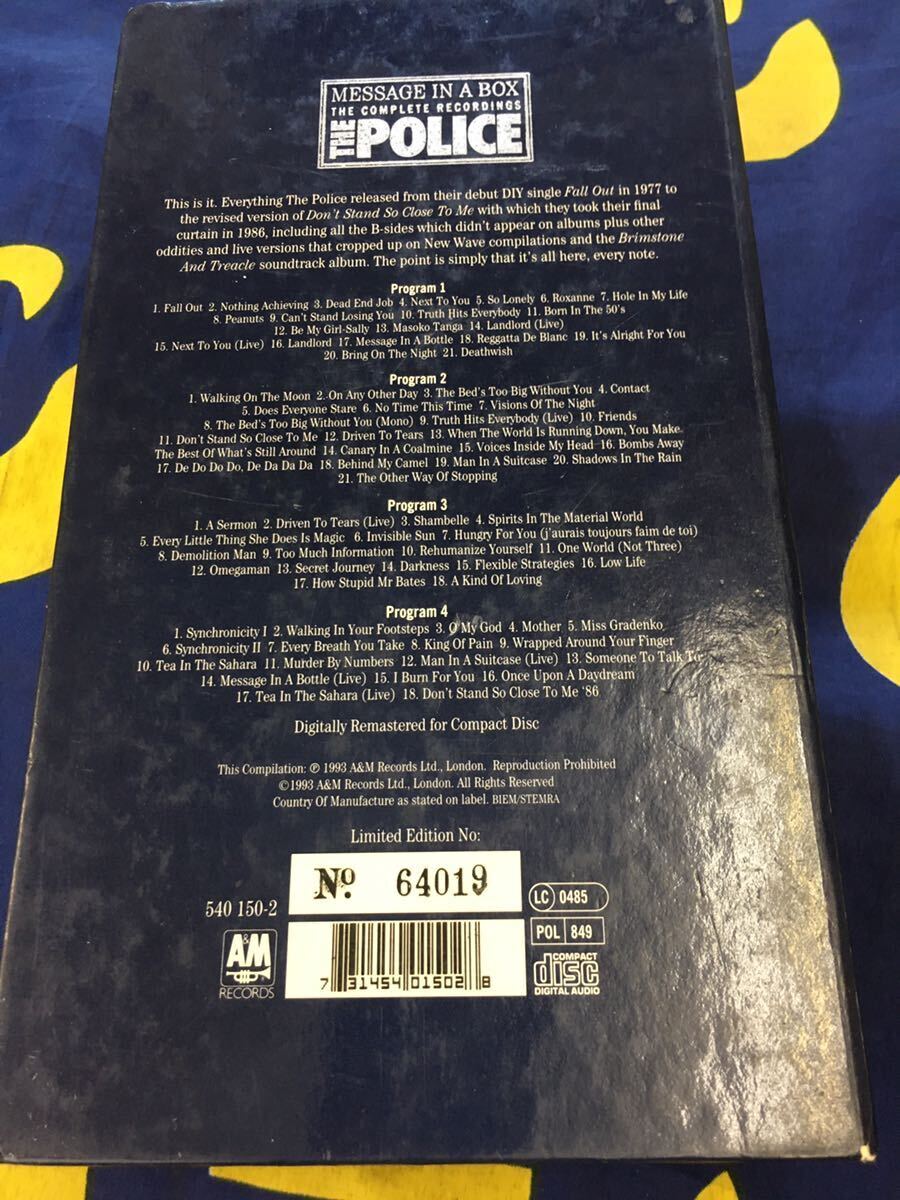 MESSAGE IN A BOX
THE COMPLETE RECORDINGS
THE POLICE
This is it. Everything The Police released from their debut DIY single Fall Out in 1977 to
the revised version of Don't Stand So Close To Me with which they took their final
curtain in 1986, including all the B-sides which didn't appear on albums plus other
oddities and live versions that cropped up on New Wave compilations and the Brimstone
And Treacle soundtrack album. The point is simply that it's all here, every note.
Program 1
1. Fall Out 2. Nothing Achieving 3. Dead End Job 4. Next To You 5. So Lonely 6. Roxanne 7. Hole In My Life
8. Peanuts 9. Can't Stand Losing You 10. Truth Hits Everybody 11. Born In The 50's
12. Be My Girl-Sally 13. Masoko Tanga 14. Landlord (Live)
15. Next To You (Live) 16. Landlord 17. Message In A Bottle 18. Reggatta De Blanc 19. It's Alright For You
20. Bring On The Night 21. Deathwish
Program 2
1. Walking On The Moon 2. On Any Other Day 3. The Bed's Too Big Without You 4. Contact
5. Does Everyone Stare 6. No Time This Time 7. Visions Of The Night
8. The Bed's Too Big Without You (Mono) 9. Truth Hits Everybody (Live) 10. Friends
11. Don't Stand So Close To Me 12. Driven To Tears 13. When The World Is Running Down, You Make
The Best Of What's Still Around 14. Canary In A Coalmine 15. Voices Inside My Head 16. Bombs Away
17. De Do Do Do, De Da Da Da 18. Behind My Camel 19. Man In A Suitcase 20. Shadows In The Rain
21. The Other Way Of Stopping
Program 3
1. A Sermon 2. Driven To Tears (Live) 3. Shambelle 4. Spirits In The Material World
5. Every Little Thing She Does Is Magic 6. Invisible Sun 7. Hungry For You (j'aurais toujours faim de toi)
8. Demolition Man 9. Too Much Information 10. Rehumanize Yourself 11. One World (Not Three)
12. Omegaman 13. Secret Journey 14. Darkness 15. Flexible Strategies 16. Low Life
17. How Stupid Mr Bates 18. A Kind Of Loving
Program 4
1. Synchronicity I 2. Walking In Your Footsteps 3. O My God 4. Mother 5. Miss Gradenko
6. Synchronicity II 7. Every Breath You Take 8. King Of Pain 9. Wrapped Around Your Finger
10. Tea In The Sahara 11. Murder By Numbers 12. Man In A Suitcase (Live) 13. Someone To Talk To
14. Message In A Bottle (Live) 15. I Burn For You 16. Once Upon A Daydream
17. Tea In The Sahara (Live) 18. Don't Stand So Close To Me '86
Digitally Remastered for Compact Disc
This Compilation: ℗ 1993 A&M Records Ltd., London. Reproduction Prohibited
©1993 A&M Records Ltd., London. All Rights Reserved
Country Of Manufacture as stated on label. BIEM/STEMRA
Limited Edition No:
No. 64019
540 150-2
LC 0485
POL 849
A&M
RECORDS
7 31454 01502 8
COMPACT
disc
DIGITAL AUDIO